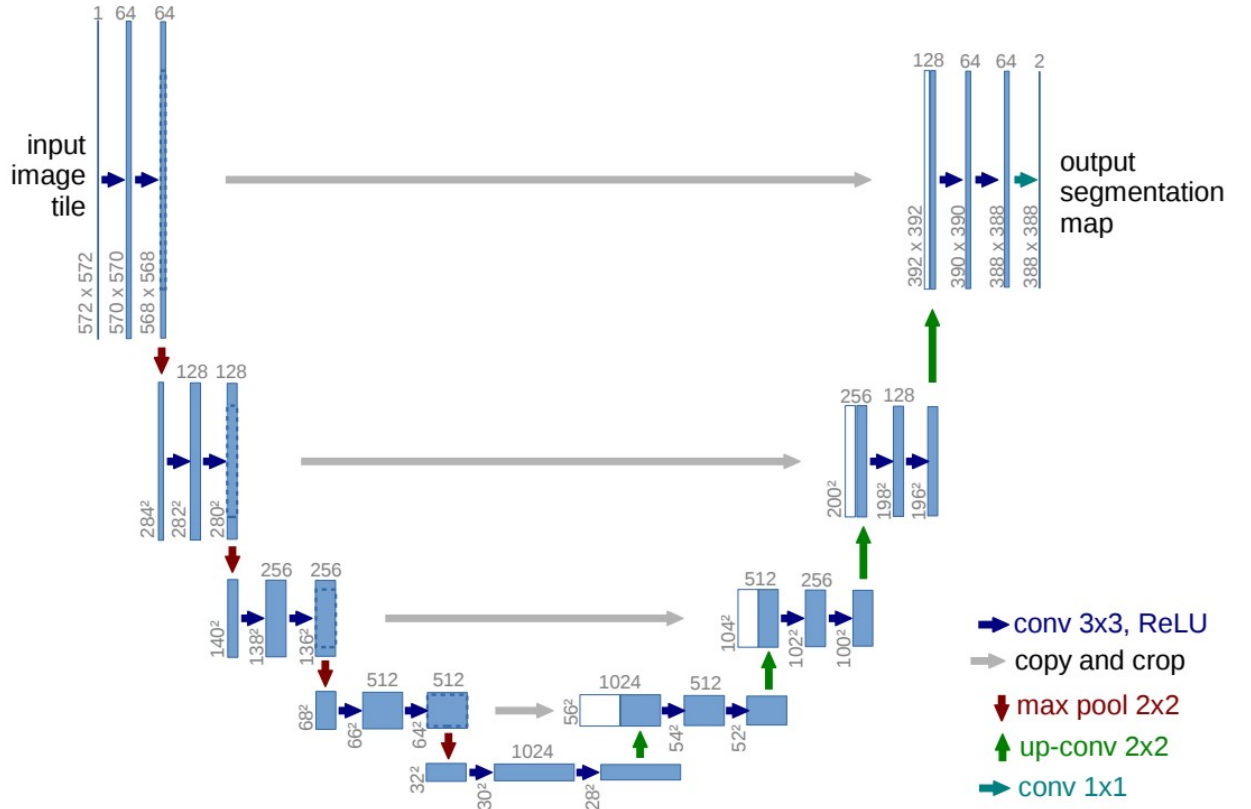 1 64 64
128 64 64 2
input
image
tile
output
segmentation
map
572 x 572
570 x 570
568 x 568
392 x 392
390 x 390
388 x 388
388 x 388
128 128
256 128
284²
282²
280²
200²
198²
196²
256 256
512 256
140²
138²
136²
104²
102²
100²
conv 3x3, ReLU
copy and crop
max pool 2x2
up-conv 2x2
conv 1x1
512 512
1024 512
68²
66²
64²
56²
54²
52²
1024
32²
30²
28²